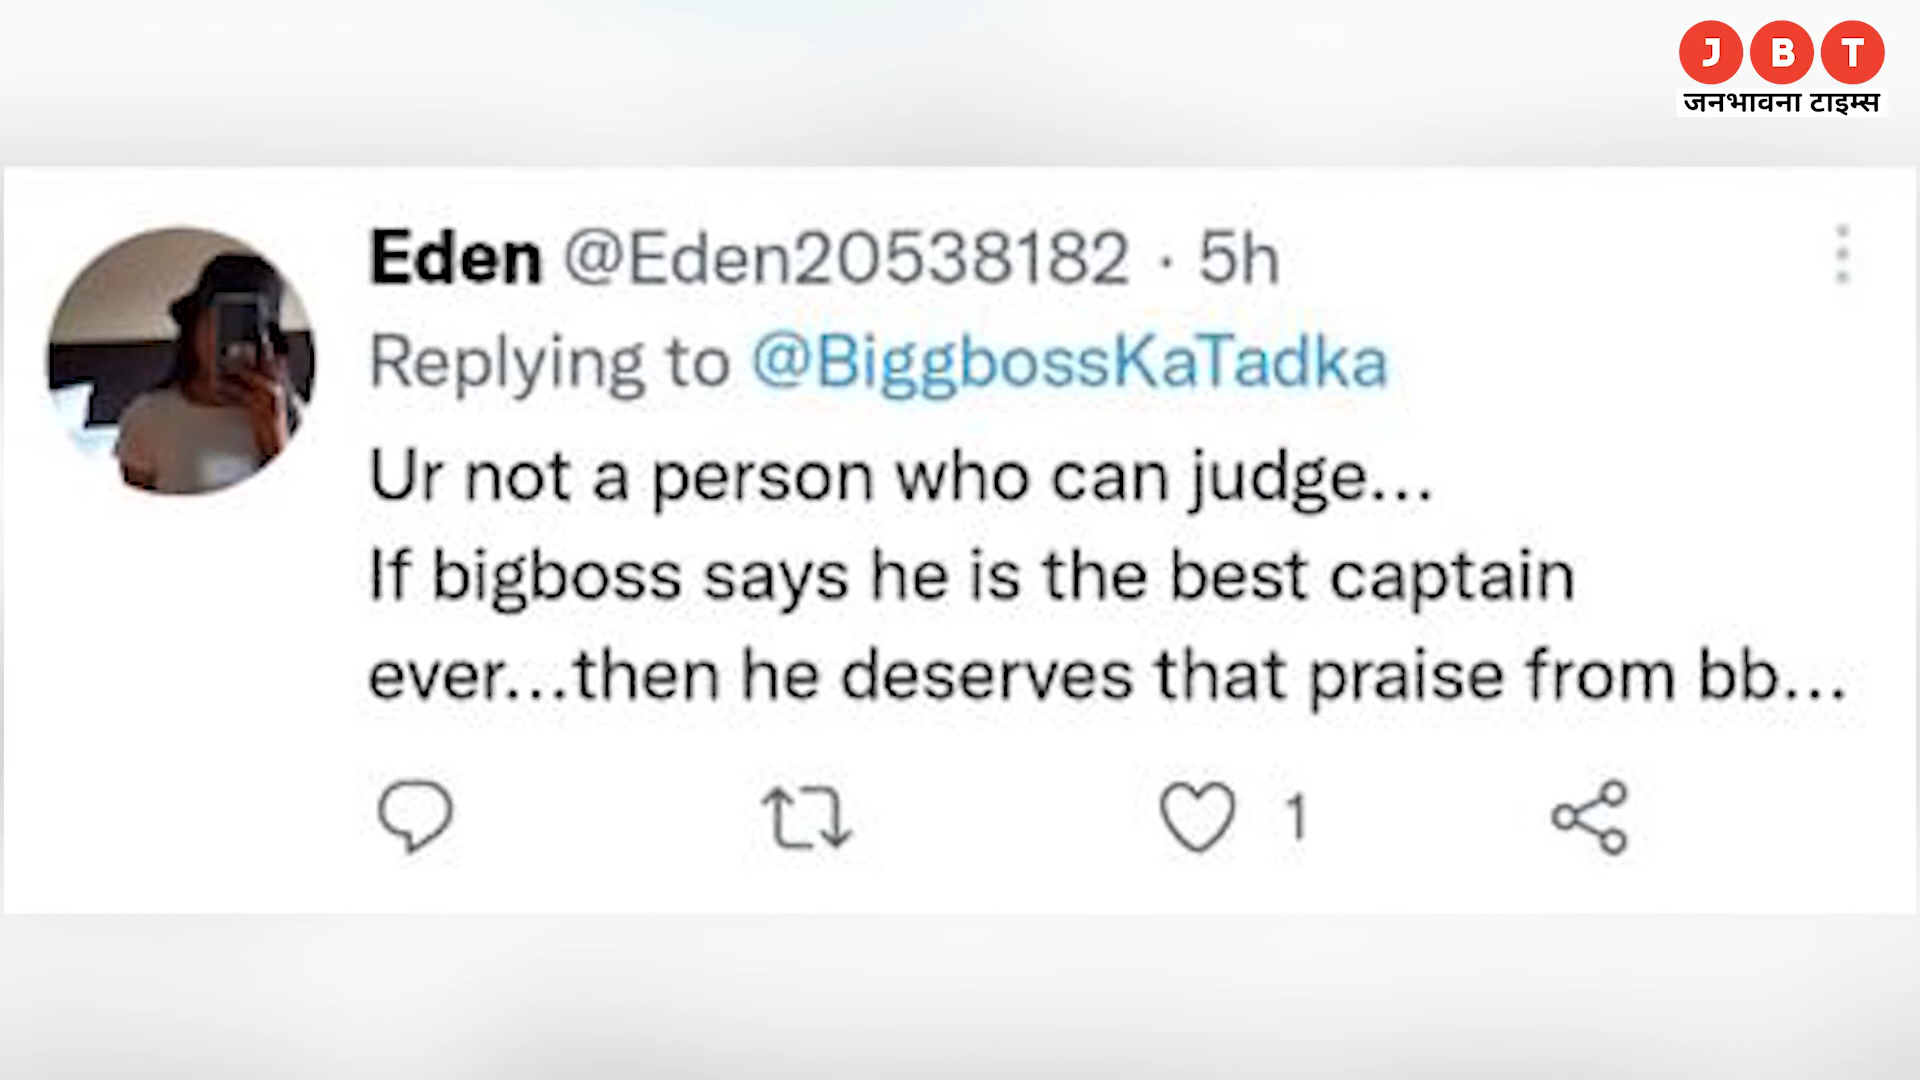 J B T
जनभावना टाइम्स
Eden @Eden20538182 · 5h
Replying to @BiggbossKaTadka
Ur not a person who can judge...
If bigboss says he is the best captain
ever...then he deserves that praise from bb...
1